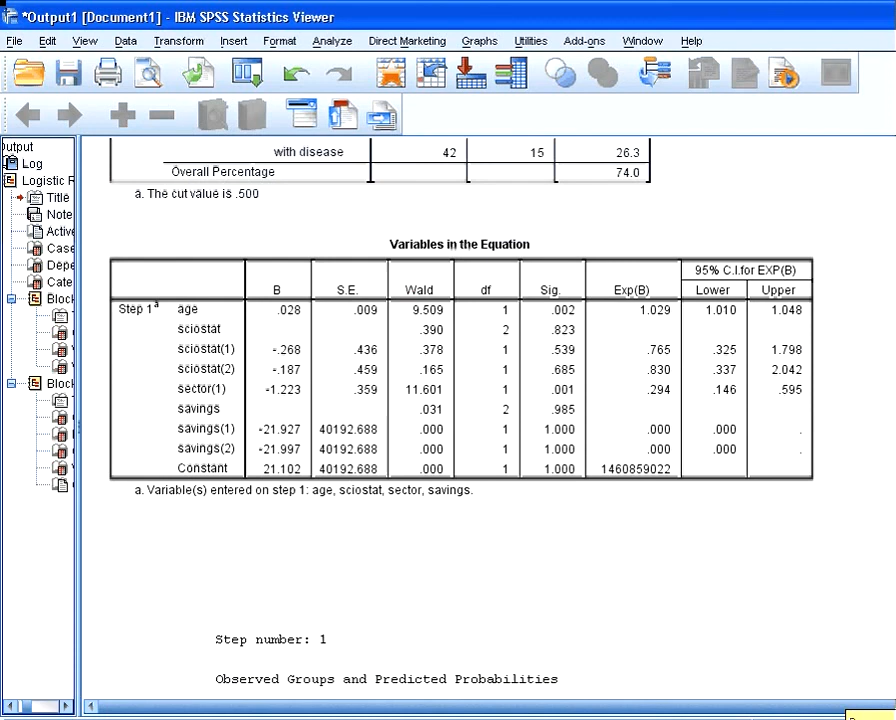 *Output1 [Document1] - IBM SPSS Statistics Viewer
File Edit View Data Transform Insert Format Analyze Direct Marketing Graphs Utilities Add-ons Window Help
Log
Logistic R
Title
Note
Active
Case
Depe
Cate
Block
Block
with disease 42 15 26.3
Overall Percentage 74.0
a. The cut value is .500
Variables in the Equation
95% C.I.for EXP(B)
B S.E. Wald df Sig. Exp(B) Lower Upper
Step 1a age .028 .009 9.509 1 .002 1.029 1.010 1.048
sciostat .390 2 .823
sciostat(1) -.268 .436 .378 1 .539 .765 .325 1.798
sciostat(2) -.187 .459 .165 1 .685 .830 .337 2.042
sector(1) -1.223 .359 11.601 1 .001 .294 .146 .595
savings .031 2 .985
savings(1) -21.927 40192.688 .000 1 1.000 .000 .000 .
savings(2) -21.997 40192.688 .000 1 1.000 .000 .000 .
Constant 21.102 40192.688 .000 1 1.000 1460859022
a. Variable(s) entered on step 1: age, sciostat, sector, savings.
Step number: 1
Observed Groups and Predicted Probabilities